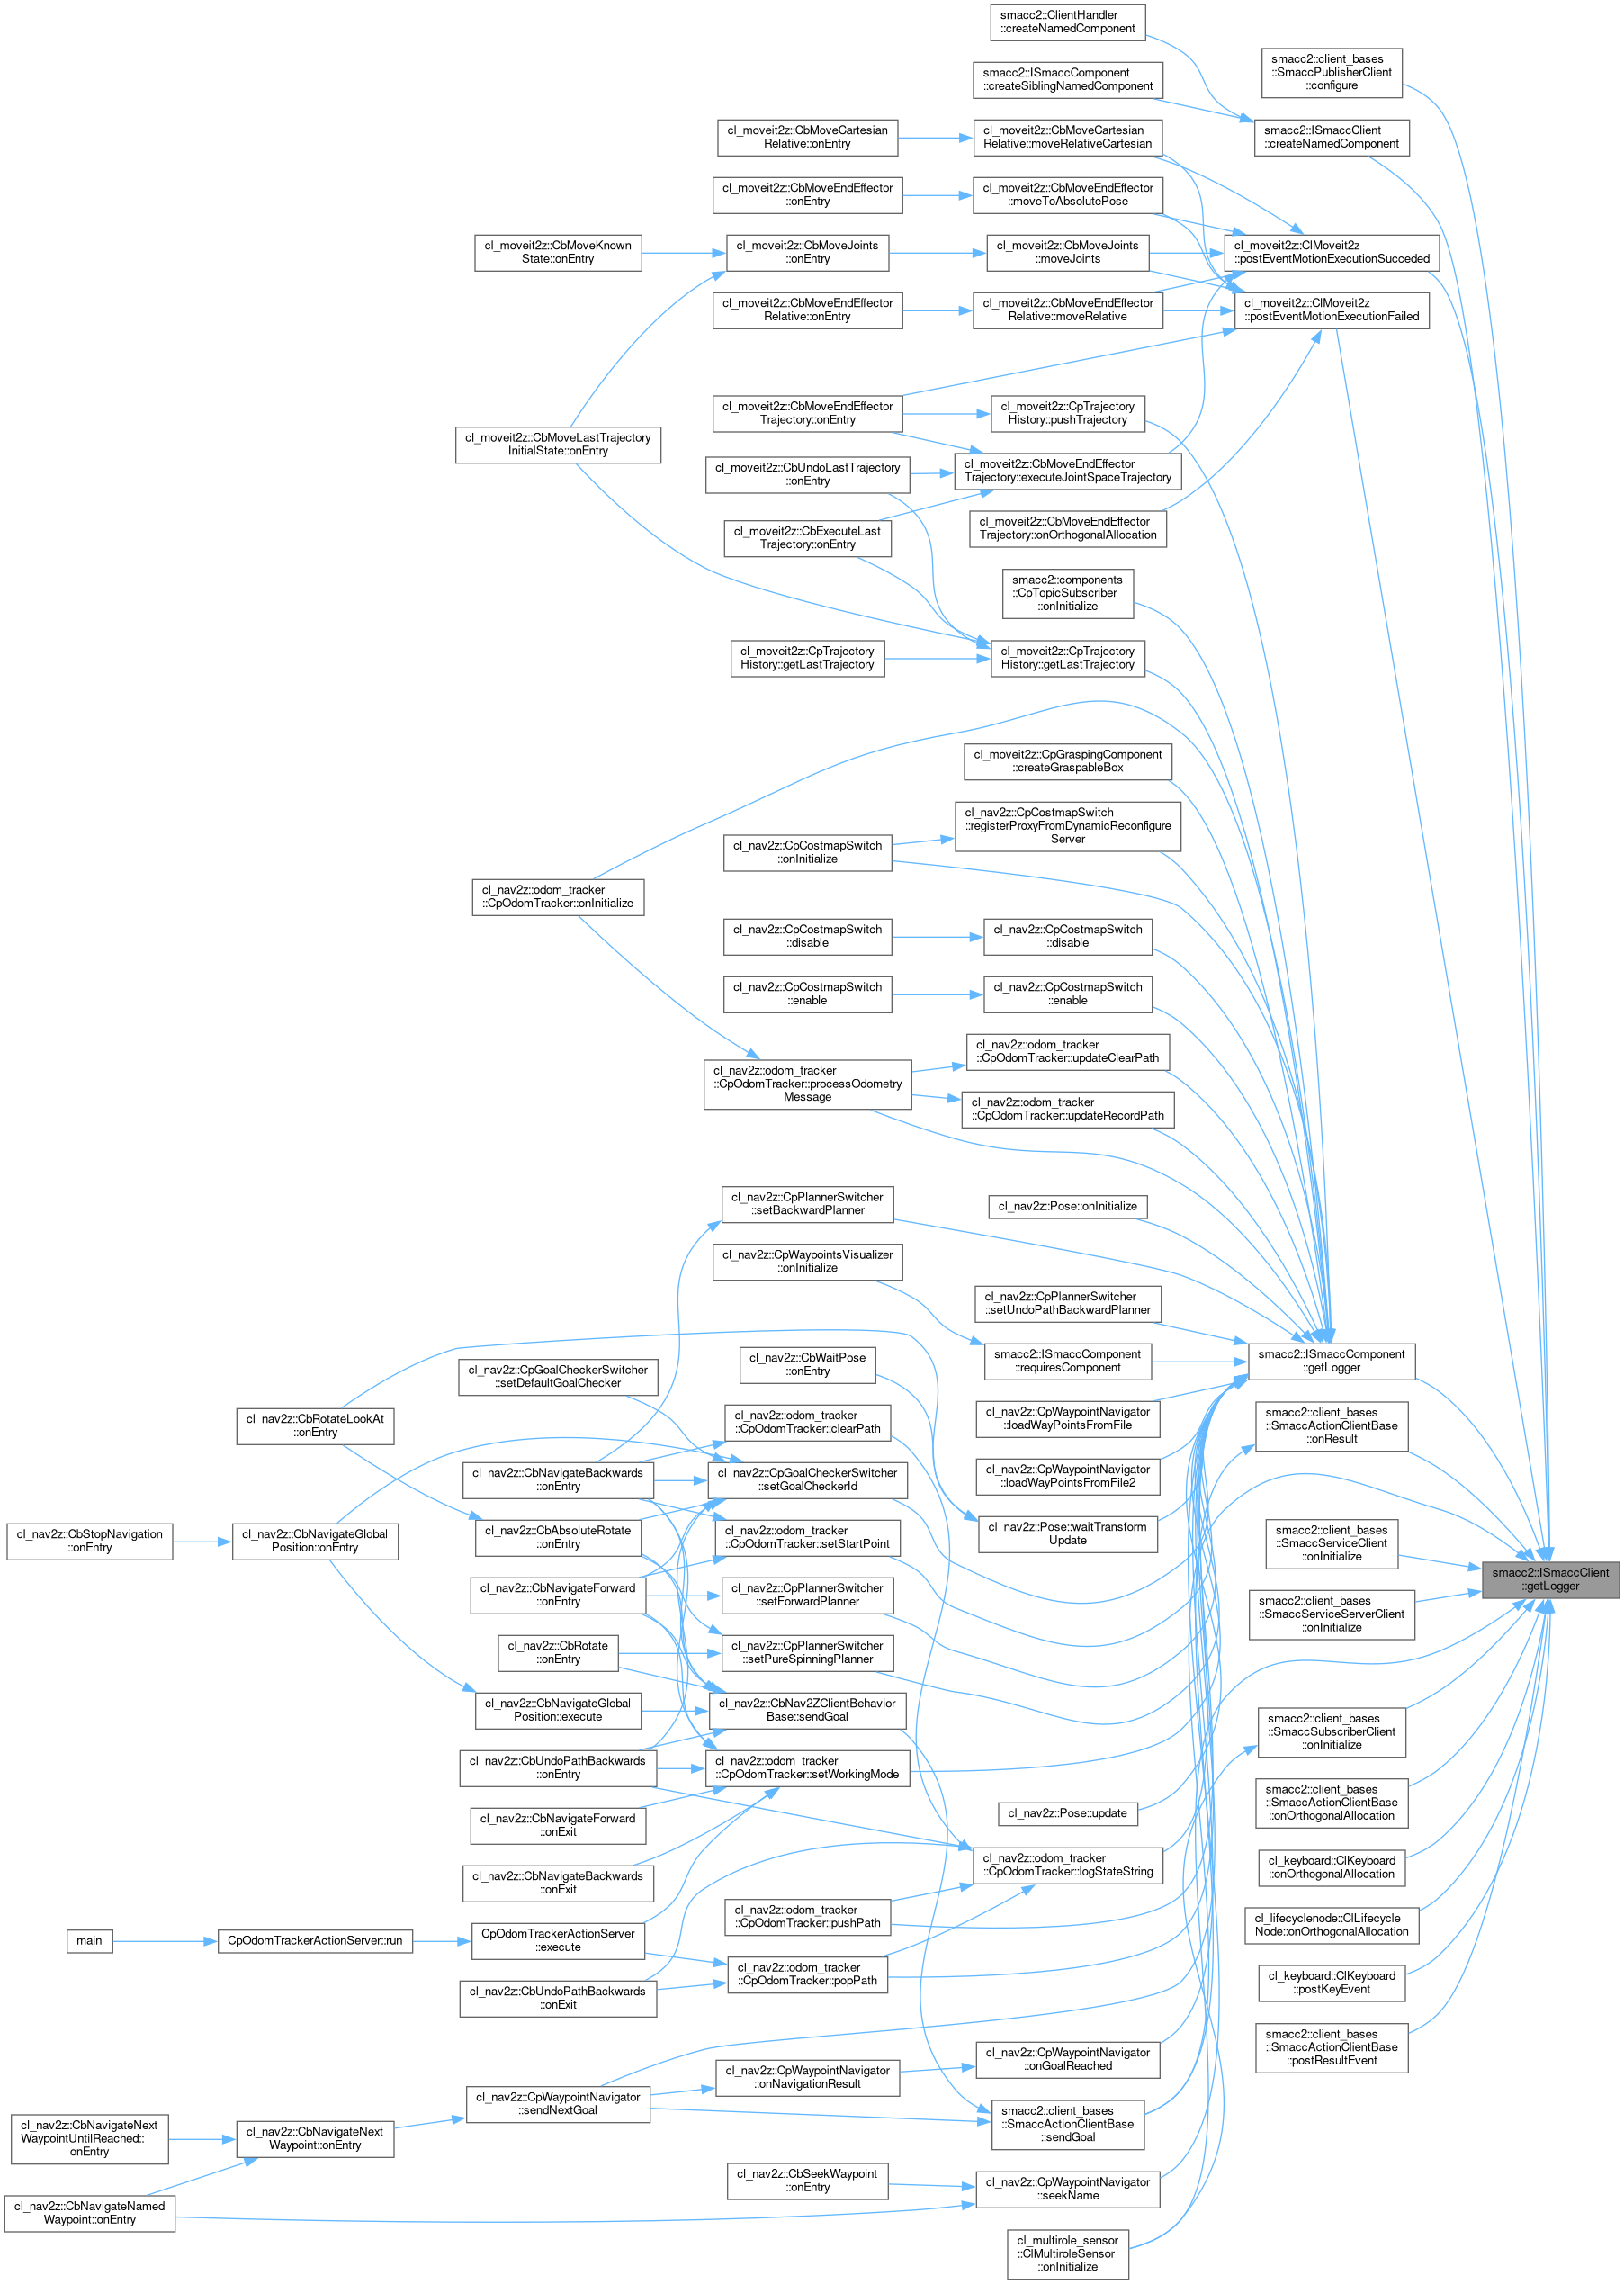 smacc2::ClientHandler
::createNamedComponent
smacc2::client_bases
::SmaccPublisherClient
::configure
smacc2::ISmaccComponent
::createSiblingNamedComponent
smacc2::ISmaccClient
::createNamedComponent
cl_moveit2z::CbMoveCartesian
Relative::onEntry
cl_moveit2z::CbMoveCartesian
Relative::moveRelativeCartesian
cl_moveit2z::CbMoveEndEffector
::onEntry
cl_moveit2z::CbMoveEndEffector
::moveToAbsolutePose
cl_moveit2z::CbMoveKnown
State::onEntry
cl_moveit2z::CbMoveJoints
::onEntry
cl_moveit2z::CbMoveJoints
::moveJoints
cl_moveit2z::ClMoveit2z
::postEventMotionExecutionSucceded
cl_moveit2z::CbMoveEndEffector
Relative::onEntry
cl_moveit2z::CbMoveEndEffector
Relative::moveRelative
cl_moveit2z::ClMoveit2z
::postEventMotionExecutionFailed
cl_moveit2z::CbMoveEndEffector
Trajectory::onEntry
cl_moveit2z::CpTrajectory
History::pushTrajectory
cl_moveit2z::CbMoveLastTrajectory
InitialState::onEntry
cl_moveit2z::CbUndoLastTrajectory
::onEntry
cl_moveit2z::CbMoveEndEffector
Trajectory::executeJointSpaceTrajectory
cl_moveit2z::CbExecuteLast
Trajectory::onEntry
cl_moveit2z::CbMoveEndEffector
Trajectory::onOrthogonalAllocation
smacc2::components
::CpTopicSubscriber
::onInitialize
cl_moveit2z::CpTrajectory
History::getLastTrajectory
cl_moveit2z::CpTrajectory
History::getLastTrajectory
cl_moveit2z::CpGraspingComponent
::createGraspableBox
cl_nav2z::CpCostmapSwitch
::registerProxyFromDynamicReconfigure
Server
cl_nav2z::CpCostmapSwitch
::onInitialize
cl_nav2z::odom_tracker
::CpOdomTracker::onInitialize
cl_nav2z::CpCostmapSwitch
::disable
cl_nav2z::CpCostmapSwitch
::disable
cl_nav2z::CpCostmapSwitch
::enable
cl_nav2z::CpCostmapSwitch
::enable
cl_nav2z::odom_tracker
::CpOdomTracker::updateClearPath
cl_nav2z::odom_tracker
::CpOdomTracker::processOdometry
Message
cl_nav2z::odom_tracker
::CpOdomTracker::updateRecordPath
cl_nav2z::CpPlannerSwitcher
::setBackwardPlanner
cl_nav2z::Pose::onInitialize
cl_nav2z::CpWaypointsVisualizer
::onInitialize
cl_nav2z::CpPlannerSwitcher
::setUndoPathBackwardPlanner
smacc2::ISmaccComponent
::requiresComponent
smacc2::ISmaccComponent
::getLogger
cl_nav2z::CpGoalCheckerSwitcher
::setDefaultGoalChecker
cl_nav2z::CbWaitPose
::onEntry
cl_nav2z::CbRotateLookAt
::onEntry
cl_nav2z::odom_tracker
::CpOdomTracker::clearPath
cl_nav2z::CpWaypointNavigator
::loadWayPointsFromFile
smacc2::client_bases
::SmaccActionClientBase
::onResult
cl_nav2z::CbNavigateBackwards
::onEntry
cl_nav2z::CpGoalCheckerSwitcher
::setGoalCheckerId
cl_nav2z::CpWaypointNavigator
::loadWayPointsFromFile2
cl_nav2z::CbStopNavigation
::onEntry
cl_nav2z::CbNavigateGlobal
Position::onEntry
cl_nav2z::CbAbsoluteRotate
::onEntry
cl_nav2z::odom_tracker
::CpOdomTracker::setStartPoint
cl_nav2z::Pose::waitTransform
Update
smacc2::client_bases
::SmaccServiceClient
::onInitialize
smacc2::ISmaccClient
::getLogger
cl_nav2z::CbNavigateForward
::onEntry
cl_nav2z::CpPlannerSwitcher
::setForwardPlanner
smacc2::client_bases
::SmaccServiceServerClient
::onInitialize
cl_nav2z::CbRotate
::onEntry
cl_nav2z::CpPlannerSwitcher
::setPureSpinningPlanner
cl_nav2z::CbNavigateGlobal
Position::execute
cl_nav2z::CbNav2ZClientBehavior
Base::sendGoal
smacc2::client_bases
::SmaccSubscriberClient
::onInitialize
cl_nav2z::CbUndoPathBackwards
::onEntry
cl_nav2z::odom_tracker
::CpOdomTracker::setWorkingMode
cl_nav2z::CbNavigateForward
::onExit
cl_nav2z::Pose::update
smacc2::client_bases
::SmaccActionClientBase
::onOrthogonalAllocation
cl_nav2z::CbNavigateBackwards
::onExit
cl_nav2z::odom_tracker
::CpOdomTracker::logStateString
cl_keyboard::ClKeyboard
::onOrthogonalAllocation
cl_nav2z::odom_tracker
::CpOdomTracker::pushPath
cl_lifecyclenode::ClLifecycle
Node::onOrthogonalAllocation
main
CpOdomTrackerActionServer::run
CpOdomTrackerActionServer
::execute
cl_nav2z::odom_tracker
::CpOdomTracker::popPath
cl_keyboard::ClKeyboard
::postKeyEvent
cl_nav2z::CbUndoPathBackwards
::onExit
smacc2::client_bases
::SmaccActionClientBase
::postResultEvent
cl_nav2z::CpWaypointNavigator
::onGoalReached
cl_nav2z::CpWaypointNavigator
::onNavigationResult
cl_nav2z::CpWaypointNavigator
::sendNextGoal
smacc2::client_bases
::SmaccActionClientBase
::sendGoal
cl_nav2z::CbNavigateNext
WaypointUntilReached::
onEntry
cl_nav2z::CbNavigateNext
Waypoint::onEntry
cl_nav2z::CbSeekWaypoint
::onEntry
cl_nav2z::CpWaypointNavigator
::seekName
cl_nav2z::CbNavigateNamed
Waypoint::onEntry
cl_multirole_sensor
::ClMultiroleSensor
::onInitialize